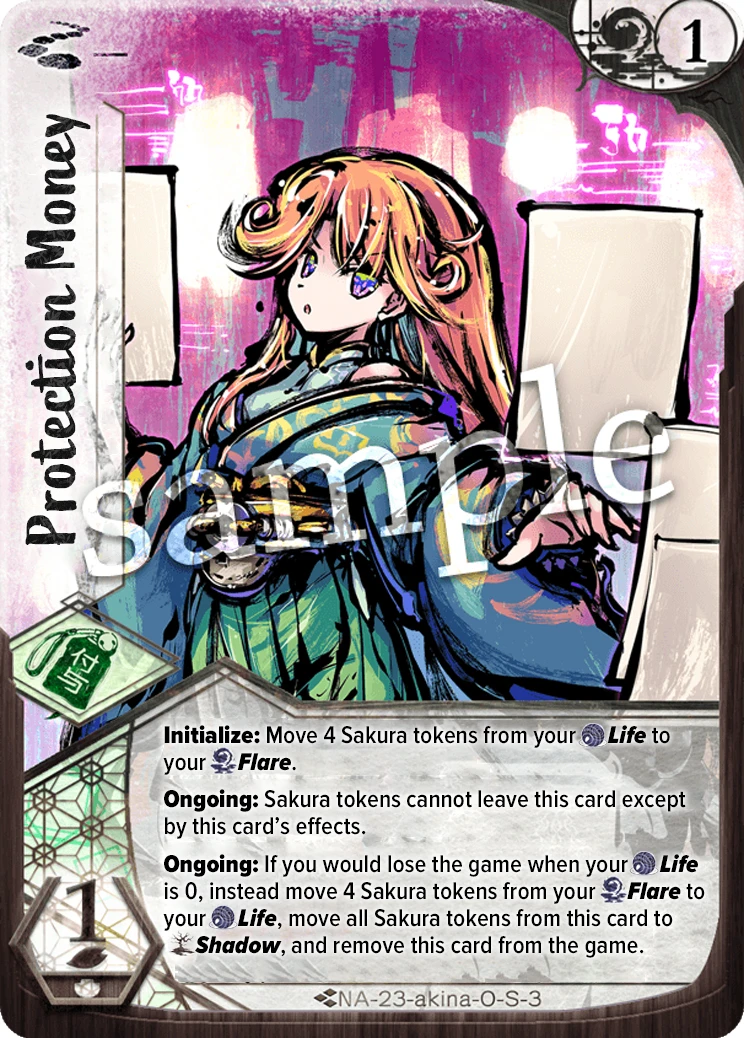 1
Protection Money
sample
付与
Initialize: Move 4 Sakura tokens from your Life to
your Flare.
Ongoing: Sakura tokens cannot leave this card except
by this card's effects.
Ongoing: If you would lose the game when your Life
is 0, instead move 4 Sakura tokens from your Flare to
your Life, move all Sakura tokens from this card to
Shadow, and remove this card from the game.
1
NA-23-akina-O-S-3